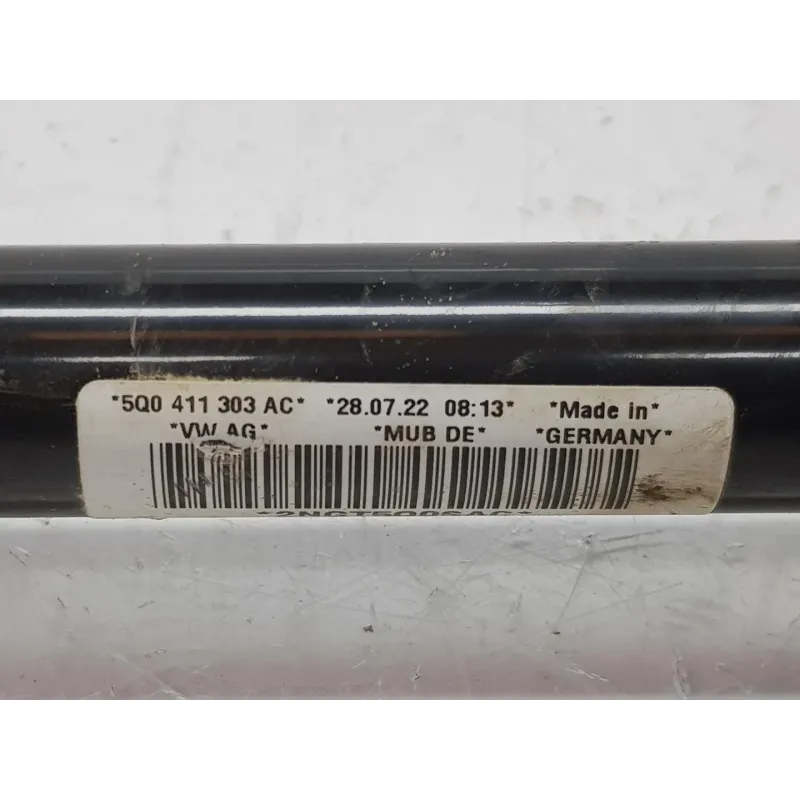 *5Q0 411 303 AC* *28.07.22 08:13* *Made in*
*VW AG* *MUB DE* *GERMANY*